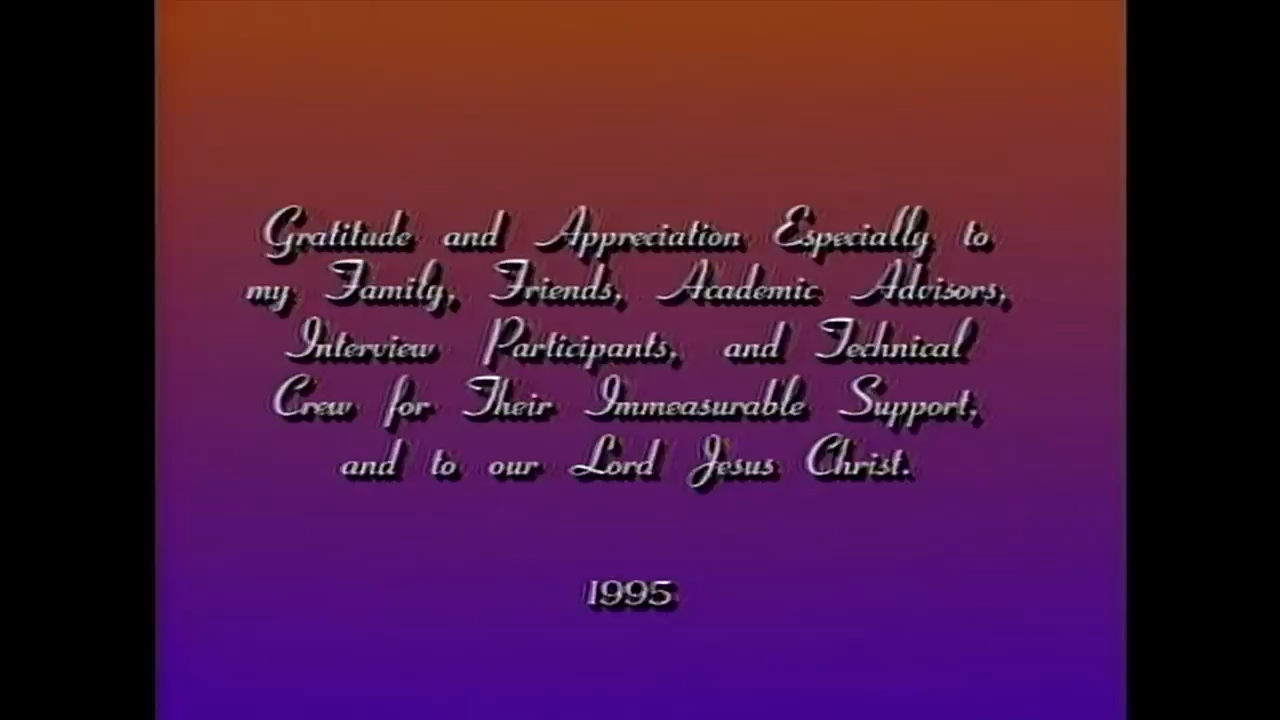 Gratitude and Appreciation Especially to
my Family, Friends, Academic Advisors,
Interview Participants, and Technical
Crew for Their Immeasurable Support,
and to our Lord Jesus Christ.
1995